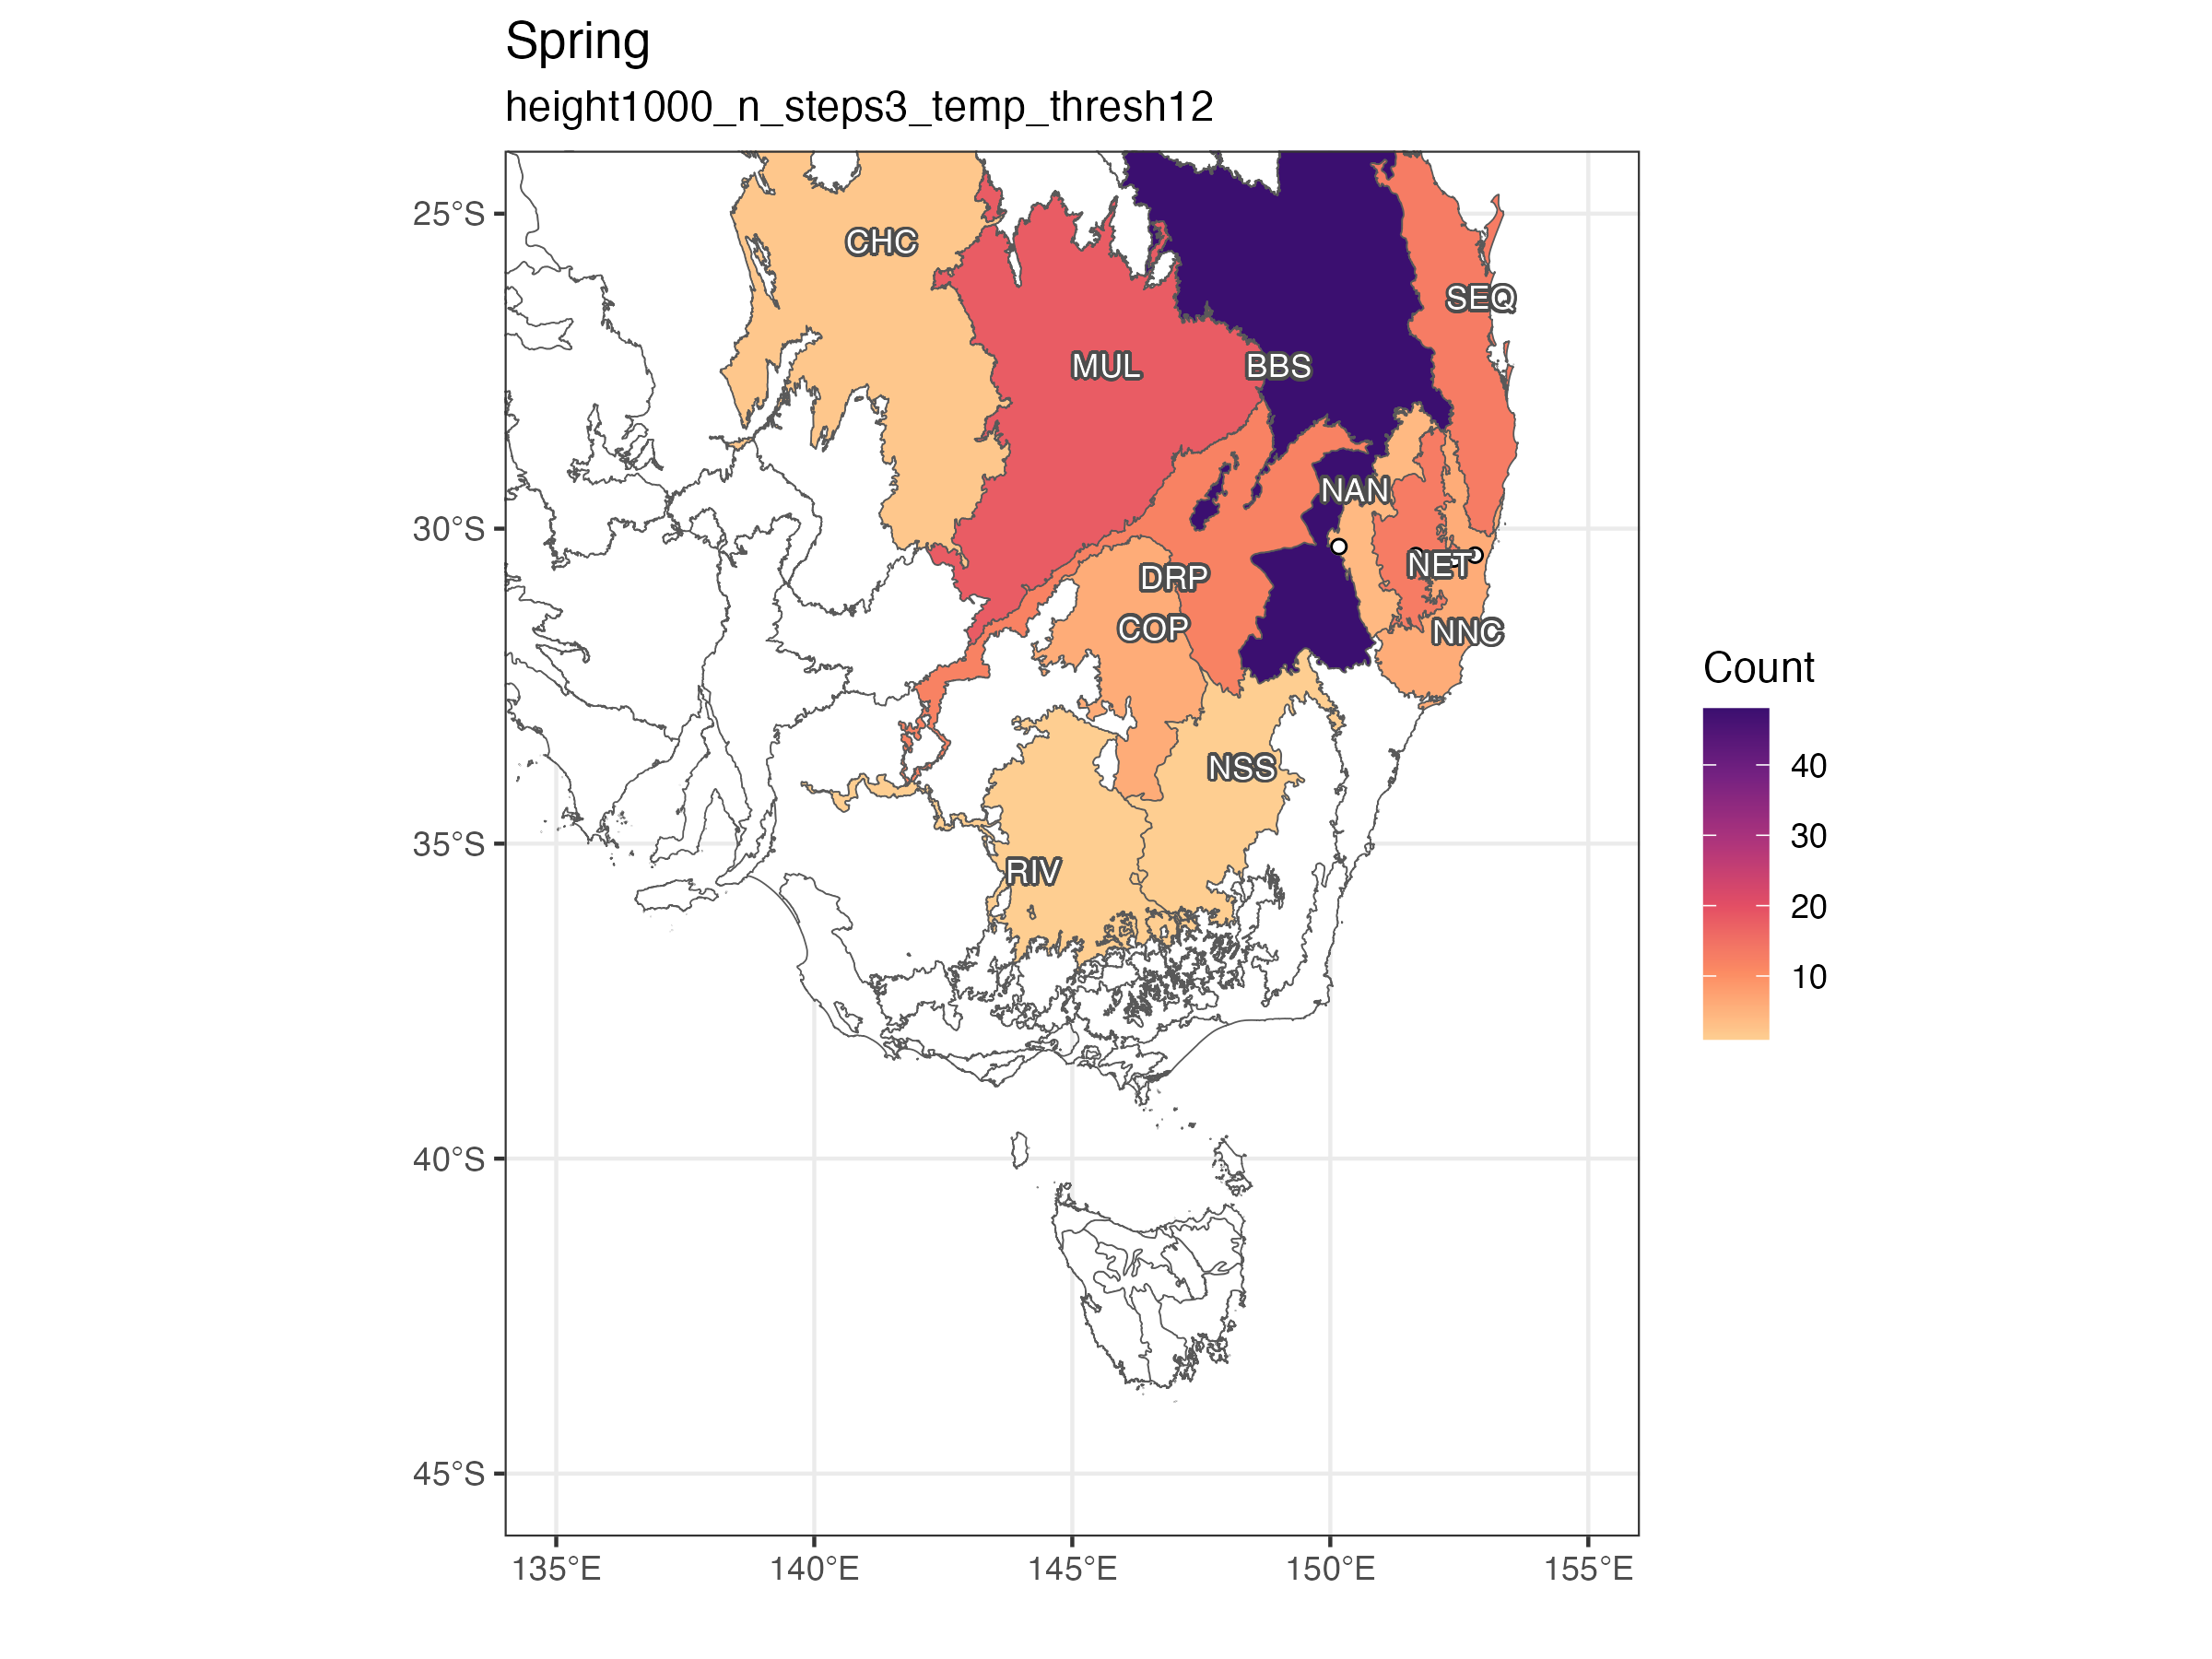 Spring
height1000_n_steps3_temp_thresh12
25°S
30°S
35°S
40°S
45°S
CHC
SEQ
MUL
BBS
NAN
NET
DRP
COP
NNC
NSS
RIV
135°E
140°E
145°E
150°E
155°E
Count
40
30
20
10